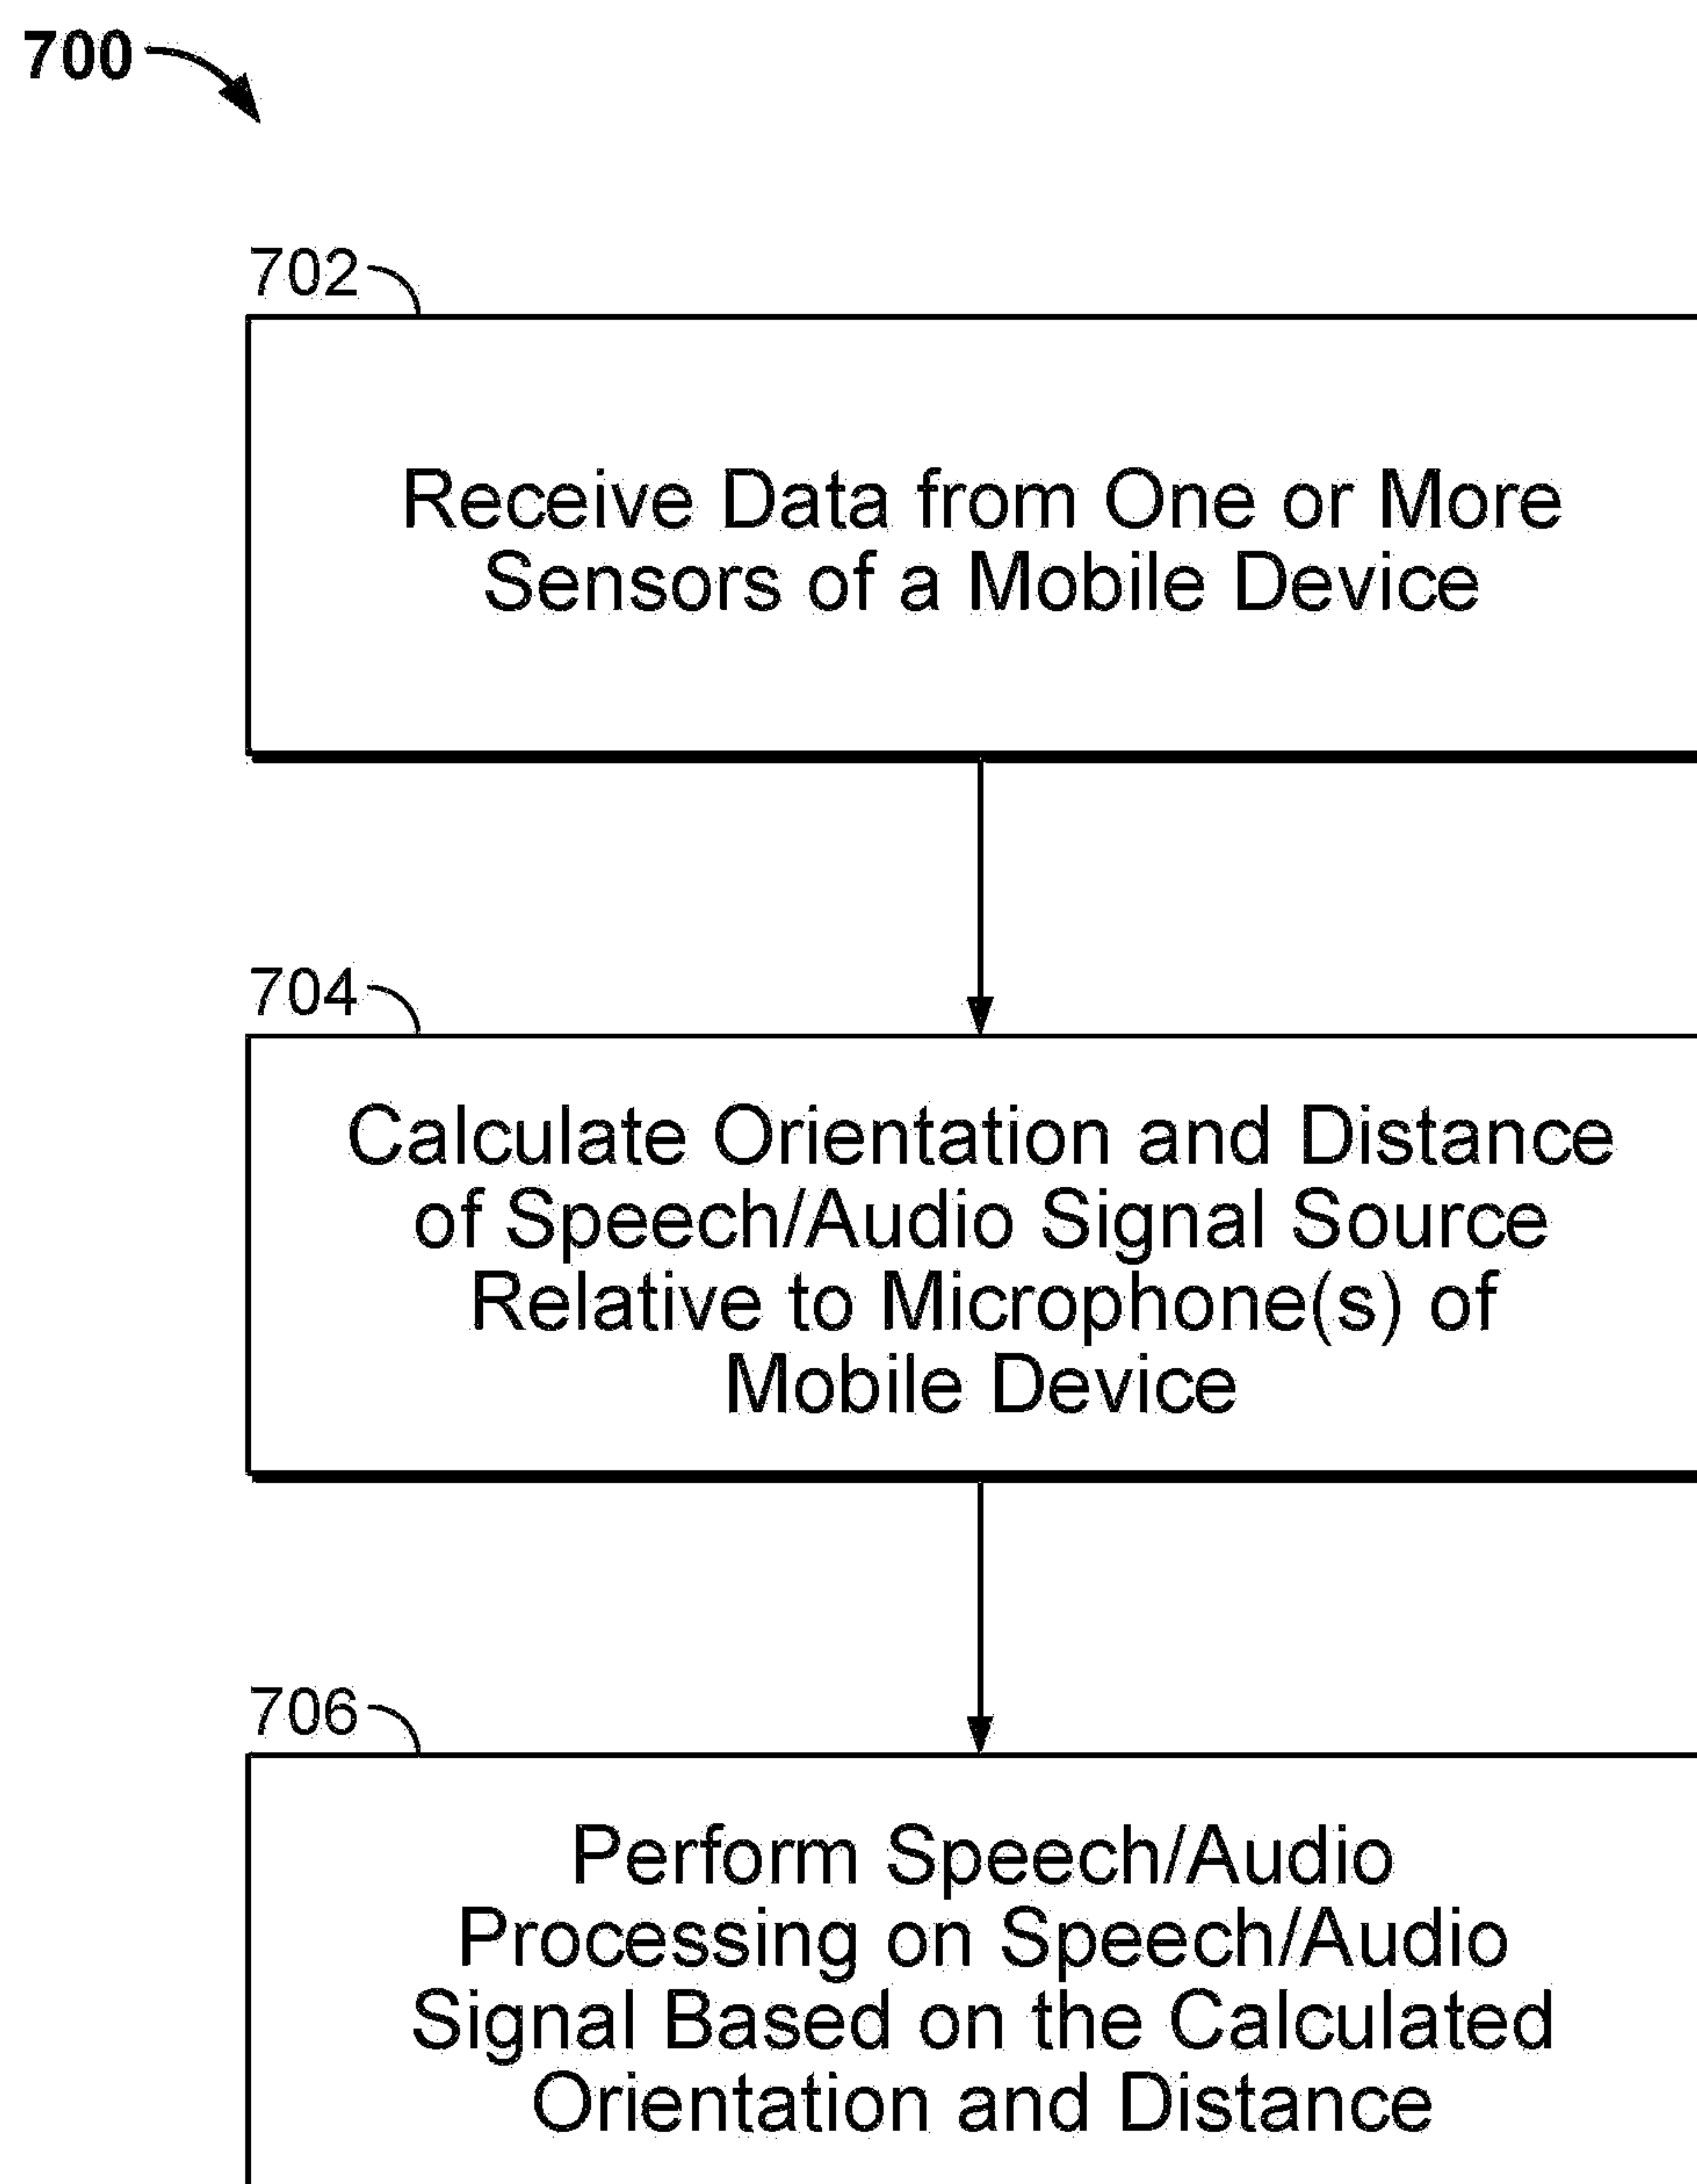 700
702
Receive Data from One or More
Sensors of a Mobile Device
704
Calculate Orientation and Distance
of Speech/Audio Signal Source
Relative to Microphone(s) of
Mobile Device
706
Perform Speech/Audio
Processing on Speech/Audio
Signal Based on the Calculated
Orientation and Distance